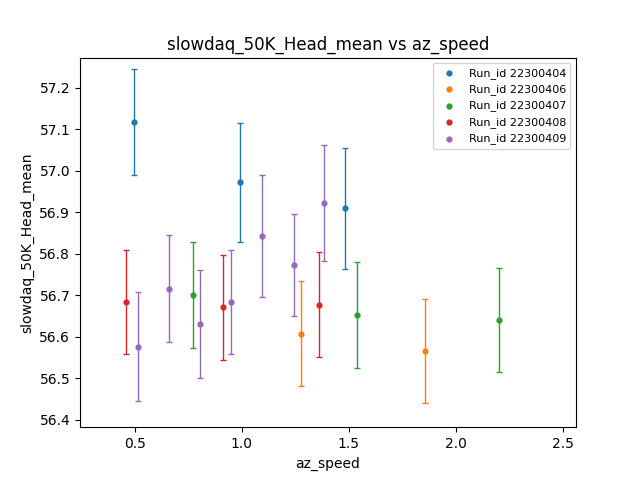 slowdaq_50K_Head_mean vs az_speed
Run_id 22300404
Run_id 22300406
Run_id 22300407
Run_id 22300408
Run_id 22300409
slowdaq_50K_Head_mean
57.2
57.1
57.0
56.9
56.8
56.7
56.6
56.5
56.4
0.5 1.0 1.5 2.0 2.5
az_speed